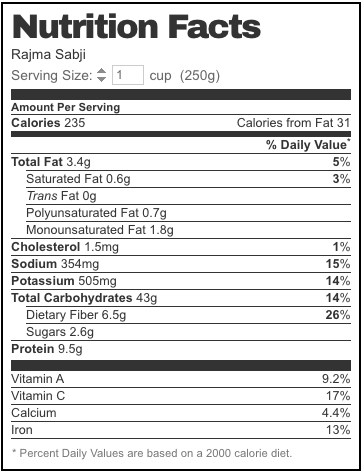 Nutrition Facts
Rajma Sabji
Serving Size: 1 cup (250g)
Amount Per Serving
Calories 235 Calories from Fat 31
% Daily Value*
Total Fat 3.4g 5%
Saturated Fat 0.6g 3%
Trans Fat 0g
Polyunsaturated Fat 0.7g
Monounsaturated Fat 1.8g
Cholesterol 1.5mg 1%
Sodium 354mg 15%
Potassium 505mg 14%
Total Carbohydrates 43g 14%
Dietary Fiber 6.5g 26%
Sugars 2.6g
Protein 9.5g
Vitamin A 9.2%
Vitamin C 17%
Calcium 4.4%
Iron 13%
* Percent Daily Values are based on a 2000 calorie diet.